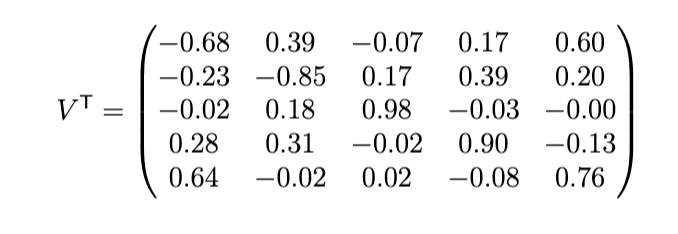 −0.68 0.39 −0.07 0.17 0.60
−0.23 −0.85 0.17 0.39 0.20
V^T = −0.02 0.18 0.98 −0.03 −0.00
0.28 0.31 −0.02 0.90 −0.13
0.64 −0.02 0.02 −0.08 0.76